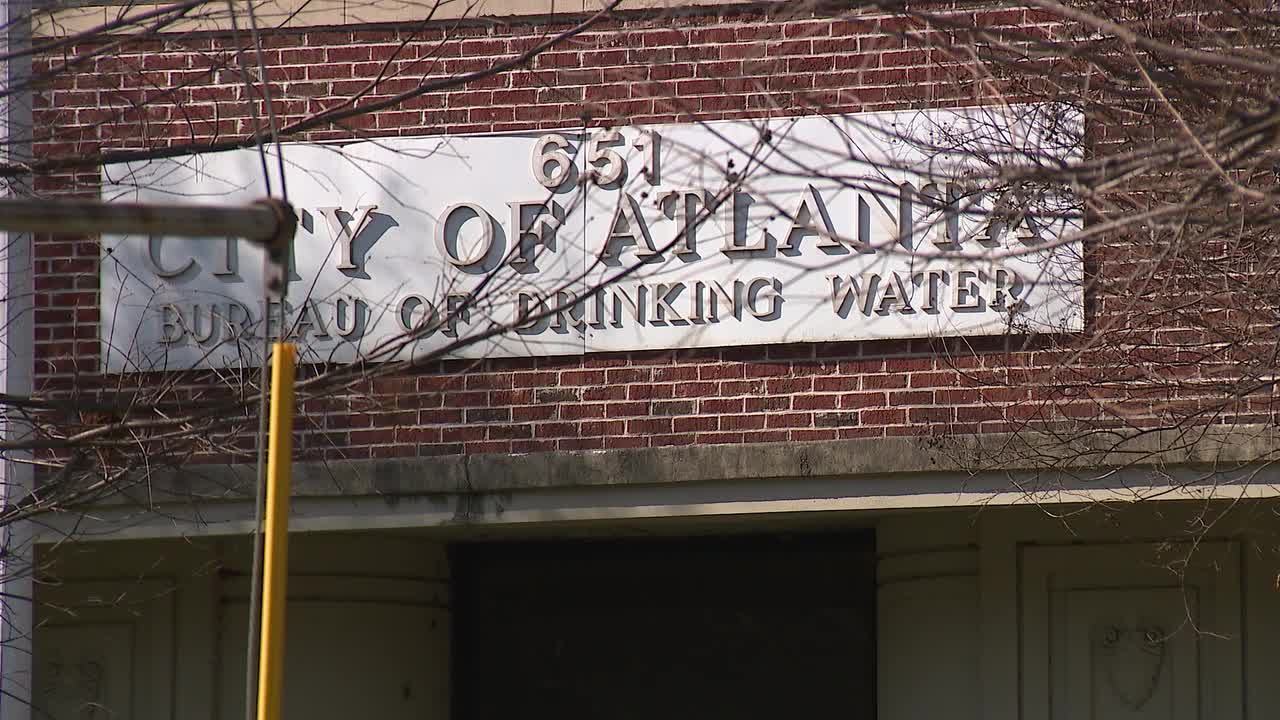 651
CITY OF ATLANTA
BUREAU OF DRINKING WATER